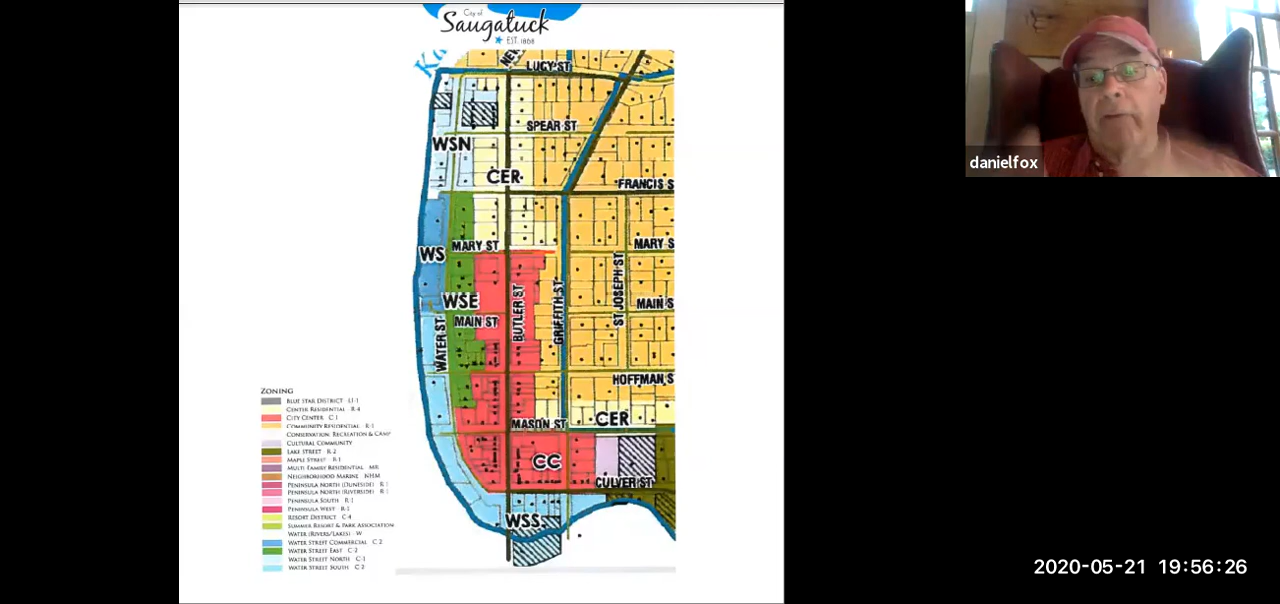 City of
Saugatuck
EST. 1868
LUCY ST
SPEAR ST
WSN
CER
FRANCIS S
MARY ST
MARY S
WS
WSE
MAIN ST
MAIN S
WATER ST
BUTLER ST
GRIFFITH ST
ST JOSEPH ST
HOFFMAN S
MASON ST
CER
CC
CULVER ST
WSS
ZONING
BLUE STAR DISTRICT LI-1
CENTER RESIDENTIAL R-4
CITY CENTER C-1
COMMUNITY RESIDENTIAL R-1
CONSERVATION, RECREATION & CAMP
CULTURAL COMMUNITY
LAKE STREET R-2
MAPLE STREET R-1
MULTI FAMILY RESIDENTIAL MR
NEIGHBORHOOD MARINE NHM
PENINSULA NORTH (DUNESIDE) R-1
PENINSULA NORTH (RIVERSIDE) R-1
PENINSULA SOUTH R-1
PENINSULA WEST R-1
RESORT DISTRICT C-4
SUMMER RESORT & PARK ASSOCIATION
WATER (RIVERS/LAKES) W
WATER STREET COMMERCIAL C-2
WATER STREET EAST C-2
WATER STREET NORTH C-1
WATER STREET SOUTH C-2
danielfox
2020-05-21 19:56:26